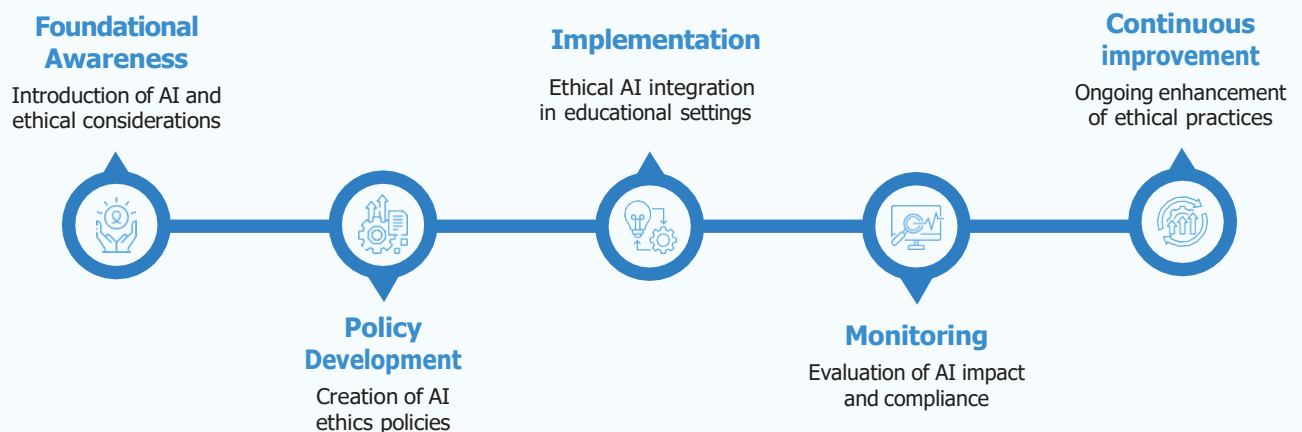 Foundational
Awareness
Introduction of AI and
ethical considerations
Policy
Development
Creation of AI
ethics policies
Implementation
Ethical AI integration
in educational settings
Monitoring
Evaluation of AI impact
and compliance
Continuous
improvement
Ongoing enhancement
of ethical practices